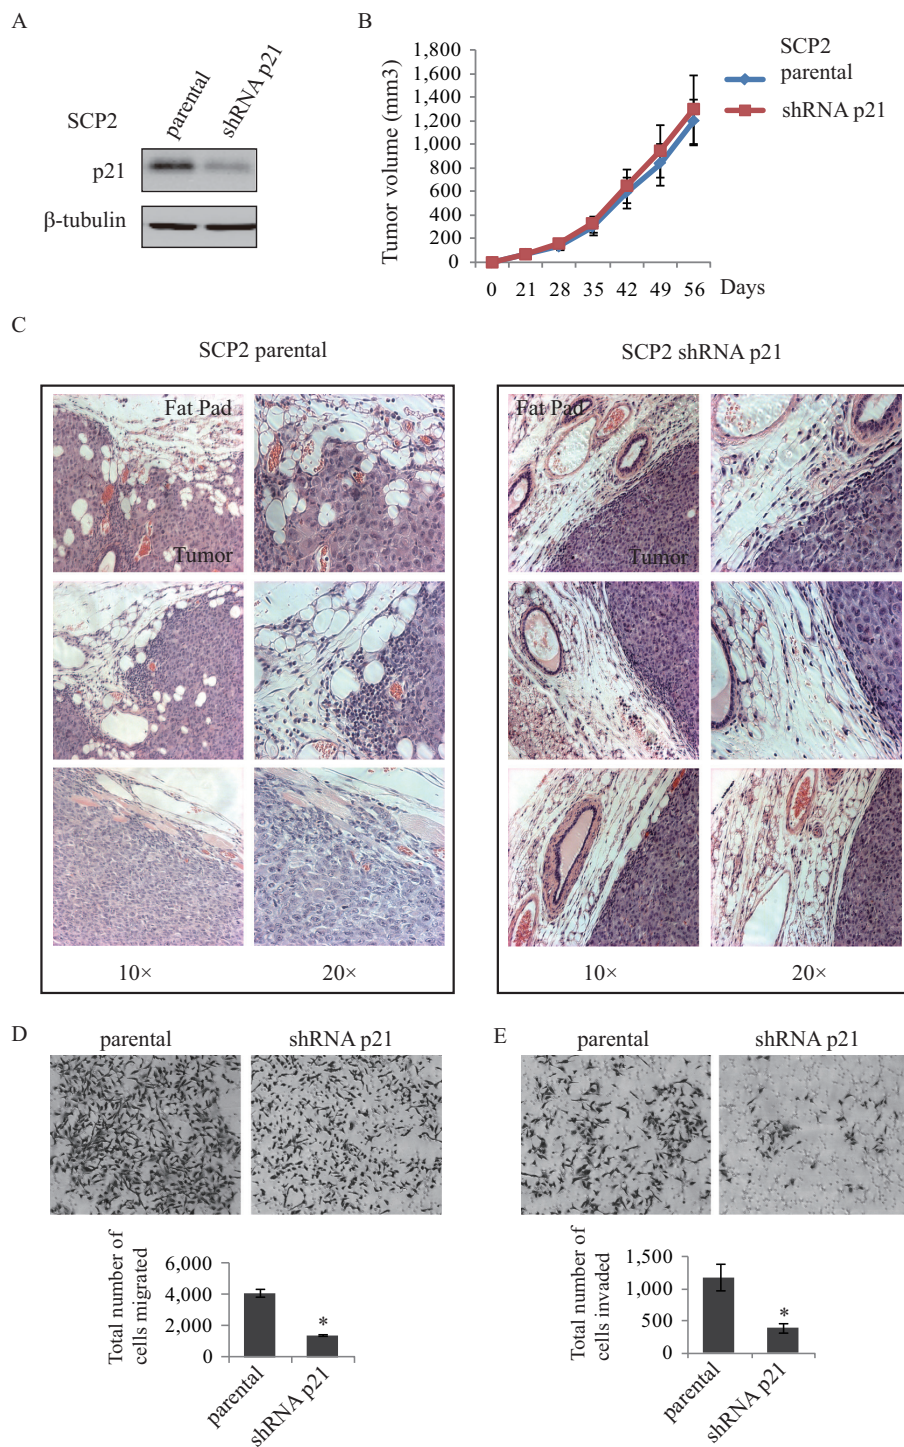 A
parental
shRNA p21
SCP2
p21
β-tubulin
B
Tumor volume (mm3)
1,800
1,600
1,400
1,200
1,000
800
600
400
200
0
0 21 28 35 42 49 56 Days
SCP2
parental
shRNA p21
C
SCP2 parental
Fat Pad
Tumor
10× 20×
SCP2 shRNA p21
Fat Pad
Tumor
10× 20×
D
parental shRNA p21
Total number of
cells migrated
6,000
4,000
2,000
0
*
parental
shRNA p21
E
parental shRNA p21
Total number of
cells invaded
1,500
1,000
500
0
*
parental
shRNA p21